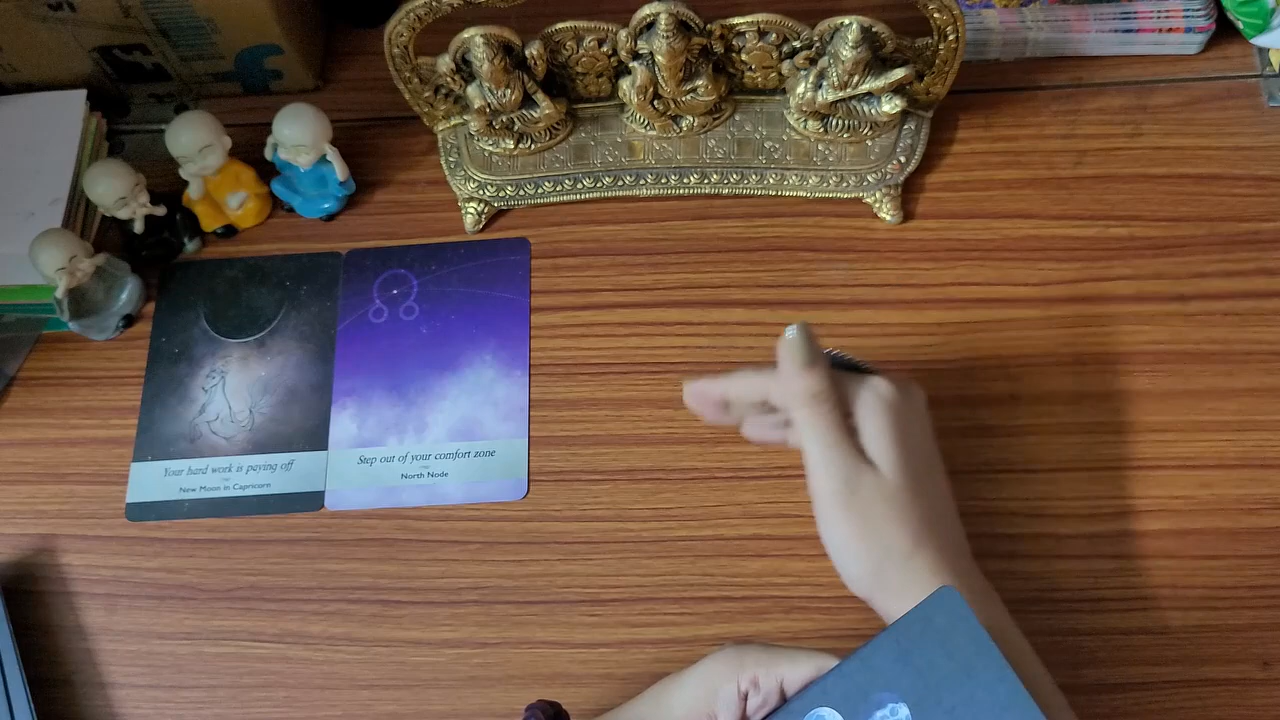 Your hard work is paying off
New Moon in Capricorn
Step out of your comfort zone
North Node